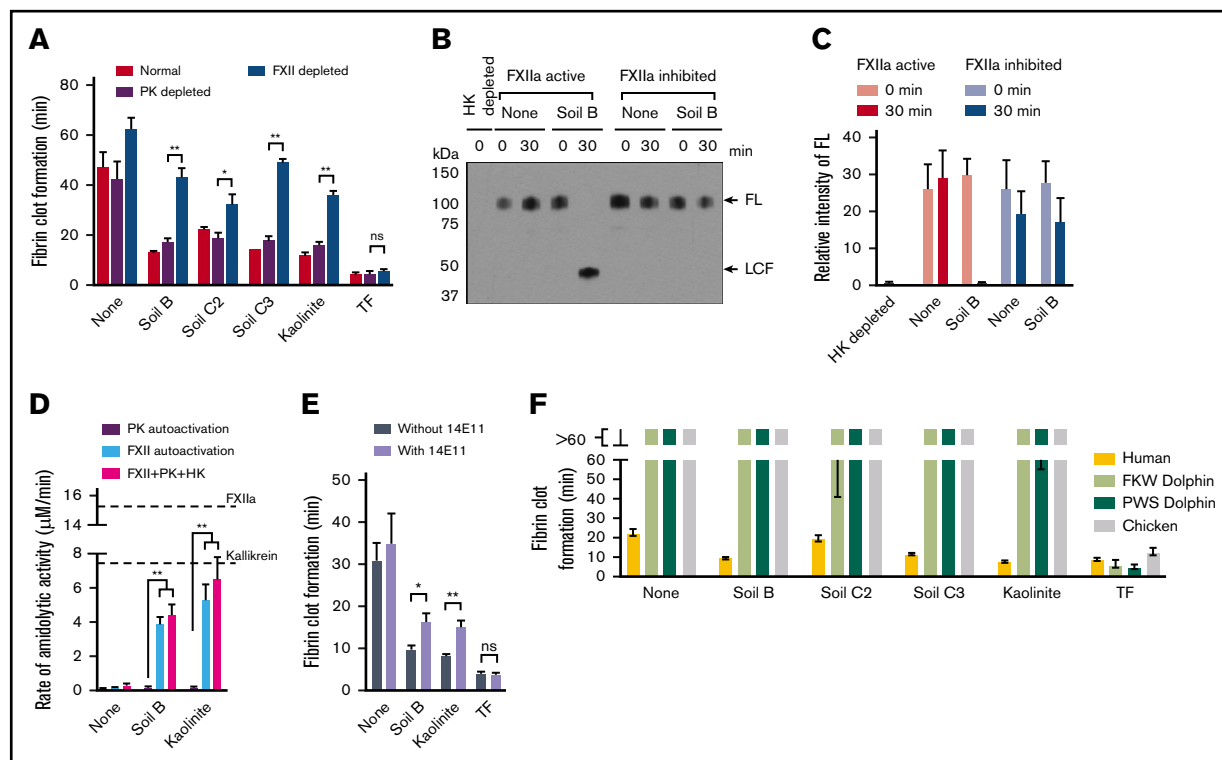 A
Normal
FXII depleted
PK depleted
Fibrin clot formation (min)
80
60
40
20
0
**
*
**
**
ns
None
Soil B
Soil C2
Soil C3
Kaolinite
TF
B
HK depleted
FXIIa active
FXIIa inhibited
None
Soil B
None
Soil B
0
0
30
0
30
0
30
0
30
min
kDa
150
100
75
50
37
FL
LCF
C
FXIIa active
FXIIa inhibited
0 min
0 min
30 min
30 min
Relative intensity of FL
40
30
20
10
0
HK depleted
None
Soil B
None
Soil B
D
PK autoactivation
FXII autoactivation
FXII+PK+HK
Rate of amidolytic activity (μM/min)
16
14
8
6
4
2
0
FXIIa
Kallikrein
**
**
None
Soil B
Kaolinite
E
Without 14E11
With 14E11
Fibrin clot formation (min)
50
40
30
20
10
0
*
**
ns
None
Soil B
Kaolinite
TF
F
Fibrin clot
formation (min)
>60
60
50
40
30
20
10
0
None
Soil B
Soil C2
Soil C3
Kaolinite
TF
Human
FKW Dolphin
PWS Dolphin
Chicken